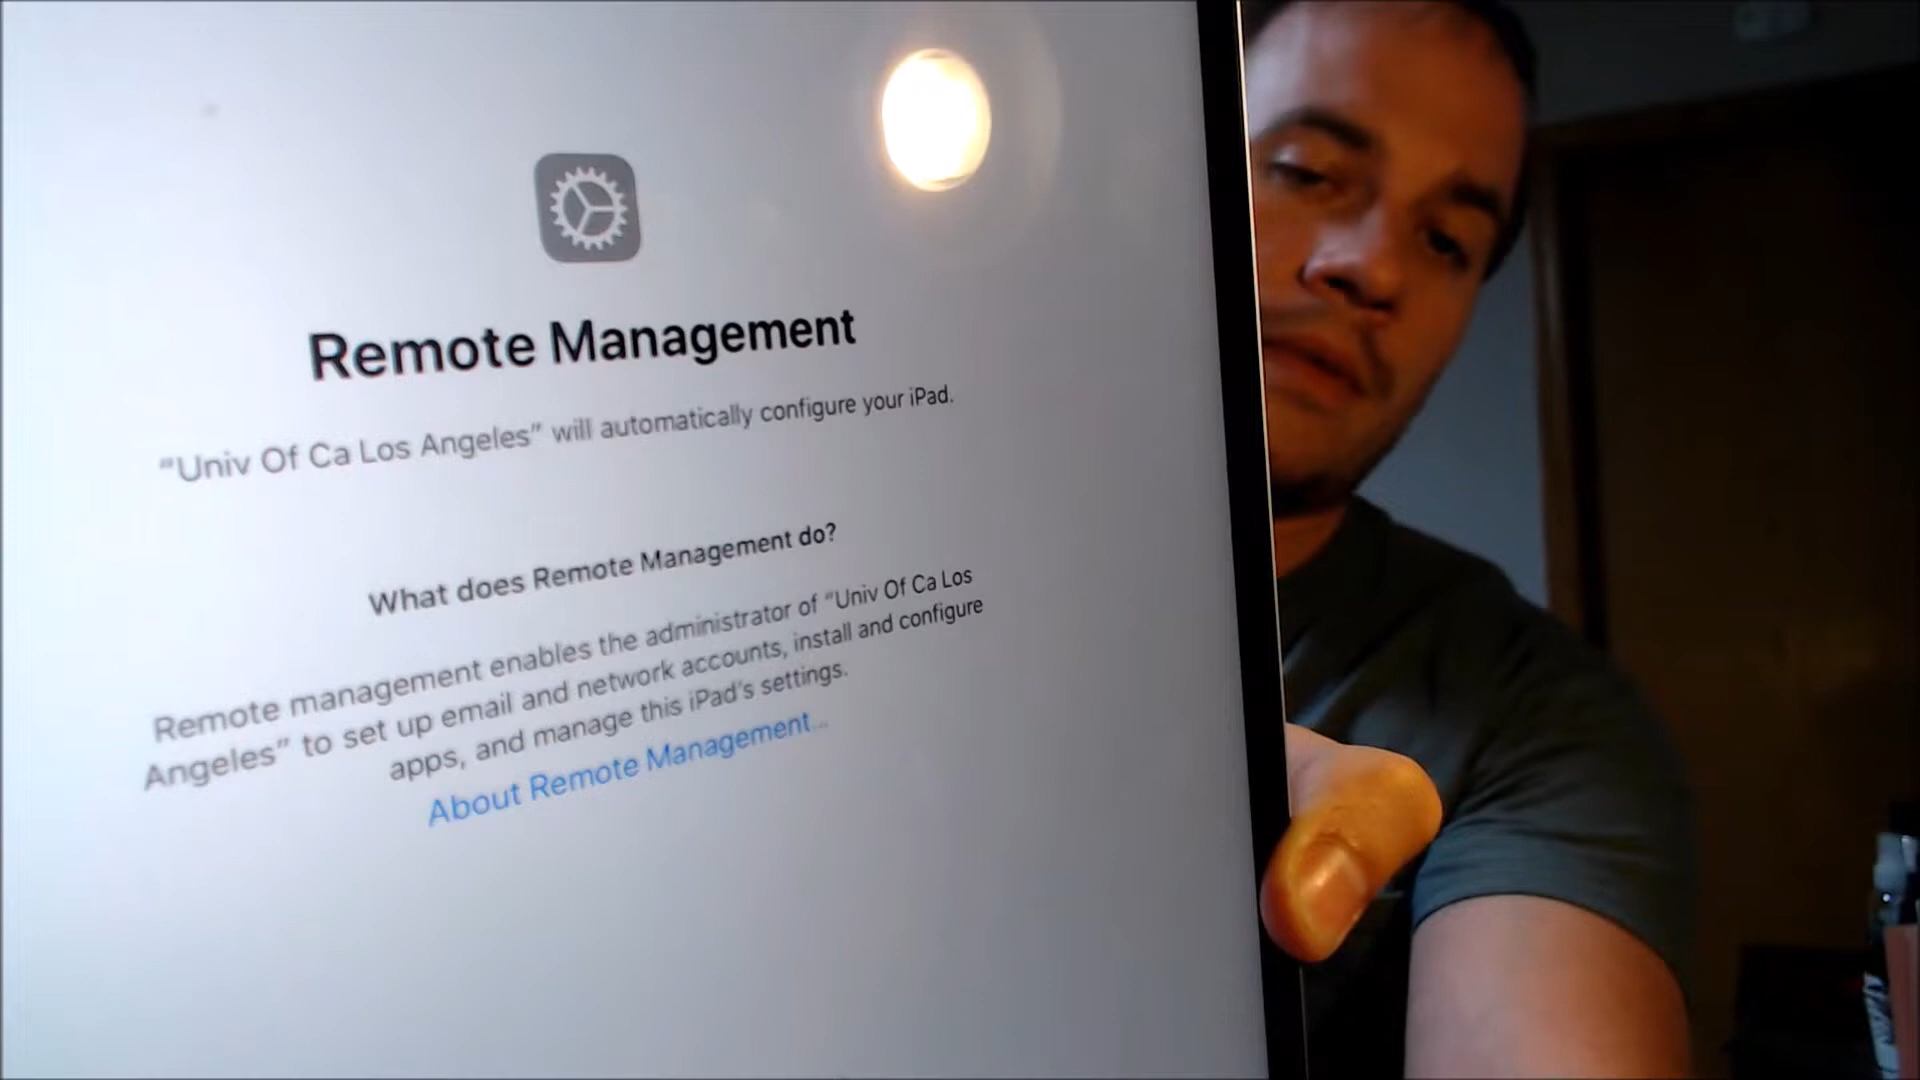 Remote Management
"Univ Of Ca Los Angeles" will automatically configure your iPad.
What does Remote Management do?
Remote management enables the administrator of "Univ Of Ca Los
Angeles" to set up email and network accounts, install and configure
apps, and manage this iPad's settings.
About Remote Management...